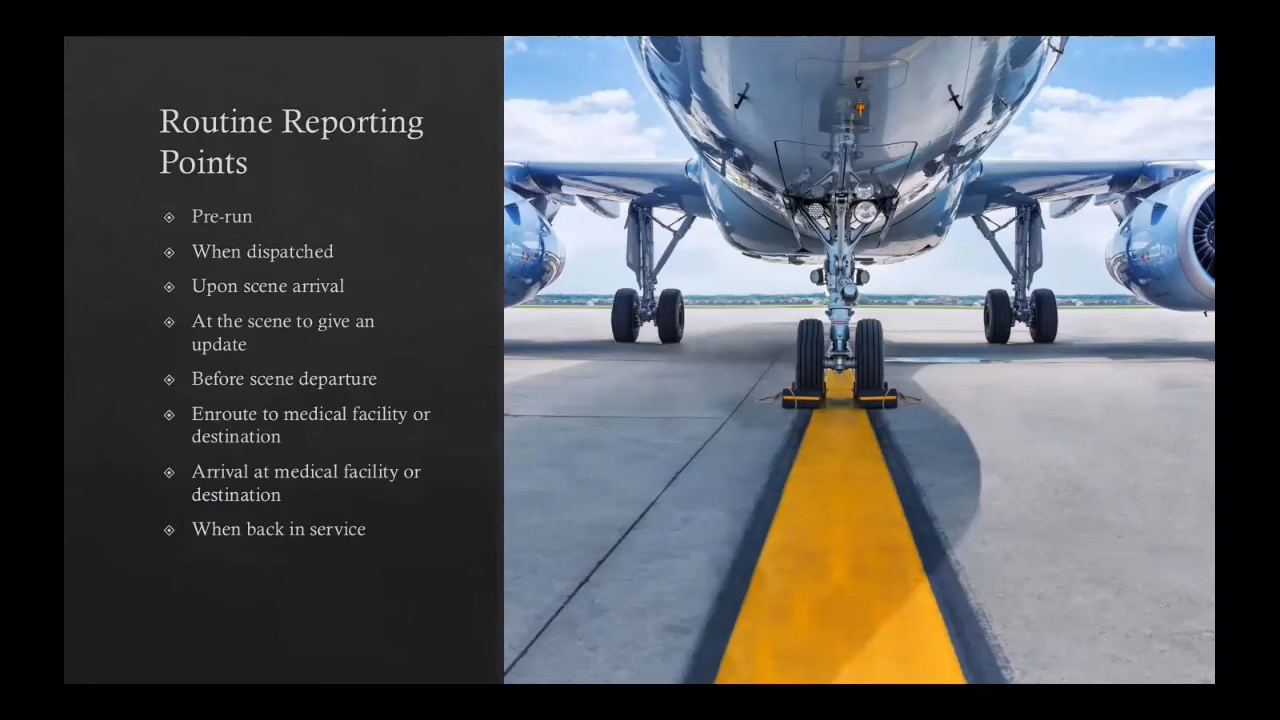 Routine Reporting
Points
Pre-run
When dispatched
Upon scene arrival
At the scene to give an
update
Before scene departure
Enroute to medical facility or
destination
Arrival at medical facility or
destination
When back in service